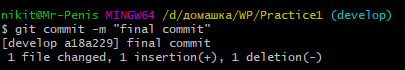 nikit@Mr-Penis MINGW64 /d/домашка/WP/Practice1 (develop)
$ git commit -m "final commit"
[develop a18a229] final commit
 1 file changed, 1 insertion(+), 1 deletion(-)